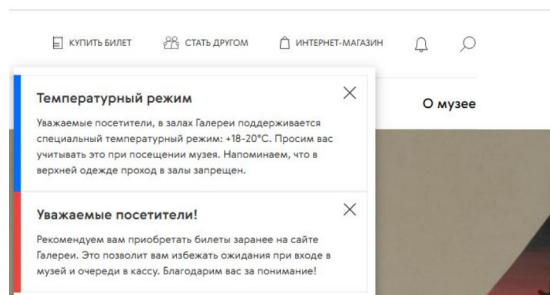 КУПИТЬ БИЛЕТ СТАТЬ ДРУГОМ ИНТЕРНЕТ-МАГАЗИН
О музее
Температурный режим
Уважаемые посетители, в залах Галереи поддерживается
специальный температурный режим: +18-20°C. Просим вас
учитывать это при посещении музея. Напоминаем, что в
верхней одежде проход в залы запрещен.
Уважаемые посетители!
Рекомендуем вам приобретать билеты заранее на сайте
Галереи. Это позволит вам избежать ожидания при входе в
музей и очереди в кассу. Благодарим вас за понимание!